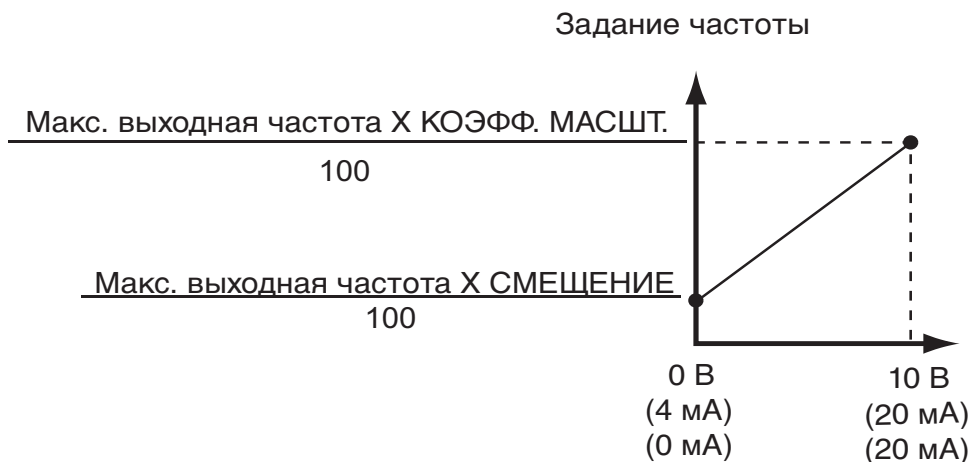 Задание частоты
Макс. выходная частота X КОЭФФ. МАСШТ.
100
Макс. выходная частота X СМЕЩЕНИЕ
100
0 В
10 В
(4 мА)
(20 мА)
(0 мА)
(20 мА)